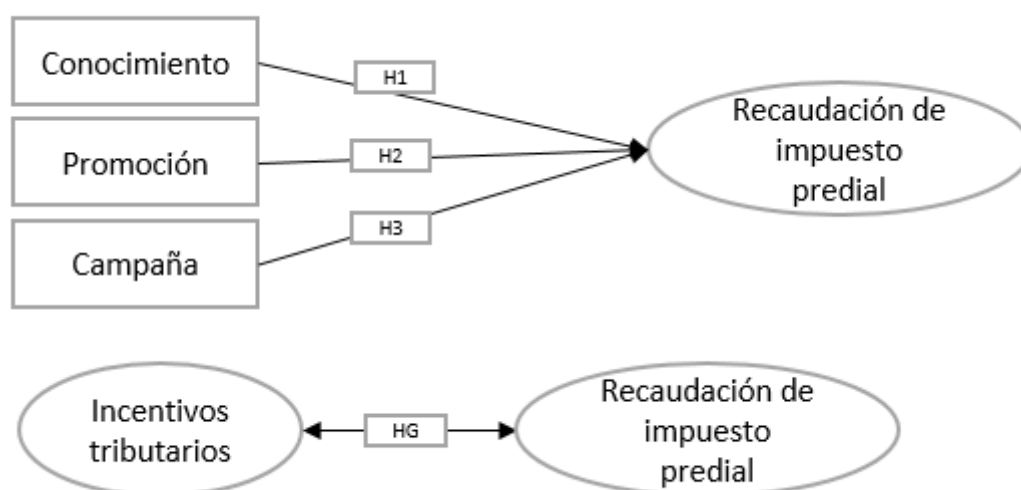 Conocimiento
H1
Promoción
H2
Campaña
H3
Recaudación de
impuesto
predial
Incentivos
tributarios
HG
Recaudación de
impuesto
predial